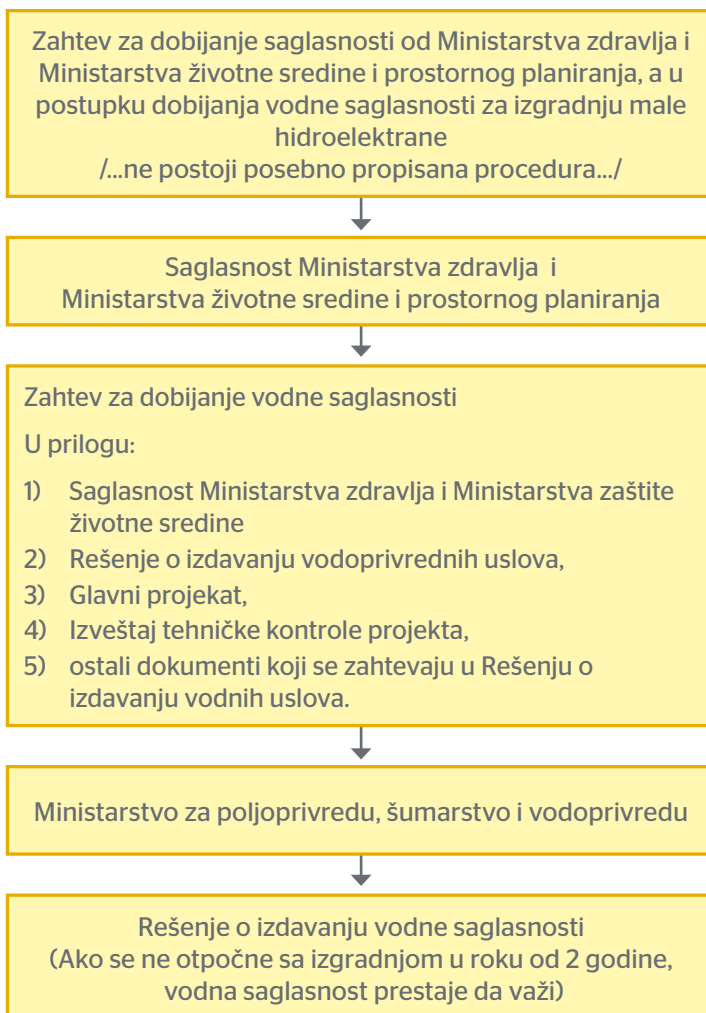 Zahtev za dobijanje saglasnosti od Ministarstva zdravlja i
Ministarstva životne sredine i prostornog planiranja, a u
postupku dobijanja vodne saglasnosti za izgradnju male
hidroelektrane
/...ne postoji posebno propisana procedura.../
Saglasnost Ministarstva zdravlja i
Ministarstva životne sredine i prostornog planiranja
Zahtev za dobijanje vodne saglasnosti
U prilogu:
1) Saglasnost Ministarstva zdravlja i Ministarstva zaštite
životne sredine
2) Rešenje o izdavanju vodoprivrednih uslova,
3) Glavni projekat,
4) Izveštaj tehničke kontrole projekta,
5) ostali dokumenti koji se zahtevaju u Rešenju o
izdavanju vodnih uslova.
Ministarstvo za poljoprivredu, šumarstvo i vodoprivredu
Rešenje o izdavanju vodne saglasnosti
(Ako se ne otpočne sa izgradnjom u roku od 2 godine,
vodna saglasnost prestaje da važi)